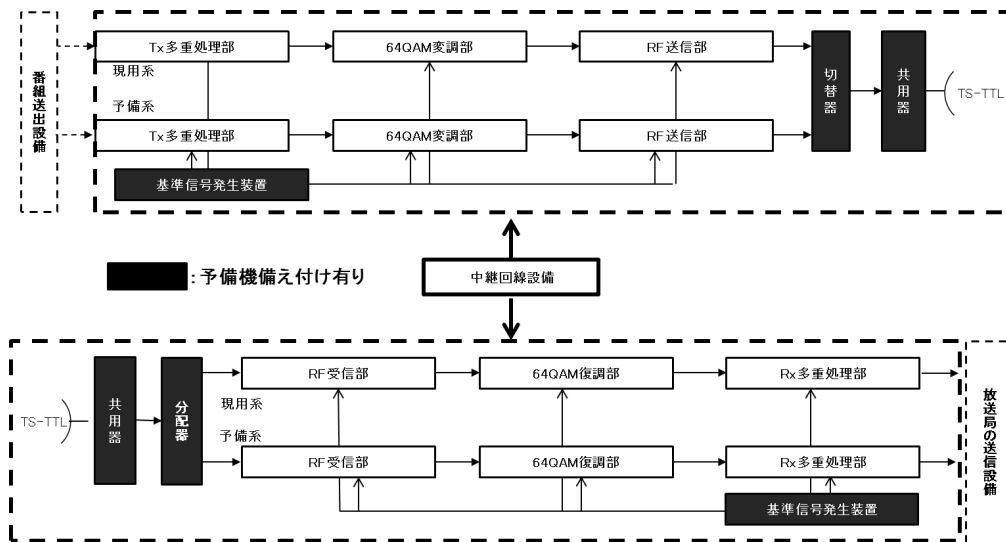 番組送出設備
Tx多重処理部
64QAM変調部
RF送信部
現用系
予備系
Tx多重処理部
64QAM変調部
RF送信部
基準信号発生装置
切替器
共用器
TS-TTL
:予備機備え付け有り
中継回線設備
TS-TTL
共用器
分配器
RF受信部
64QAM復調部
Rx多重処理部
現用系
予備系
RF受信部
64QAM復調部
Rx多重処理部
基準信号発生装置
放送局の送信設備